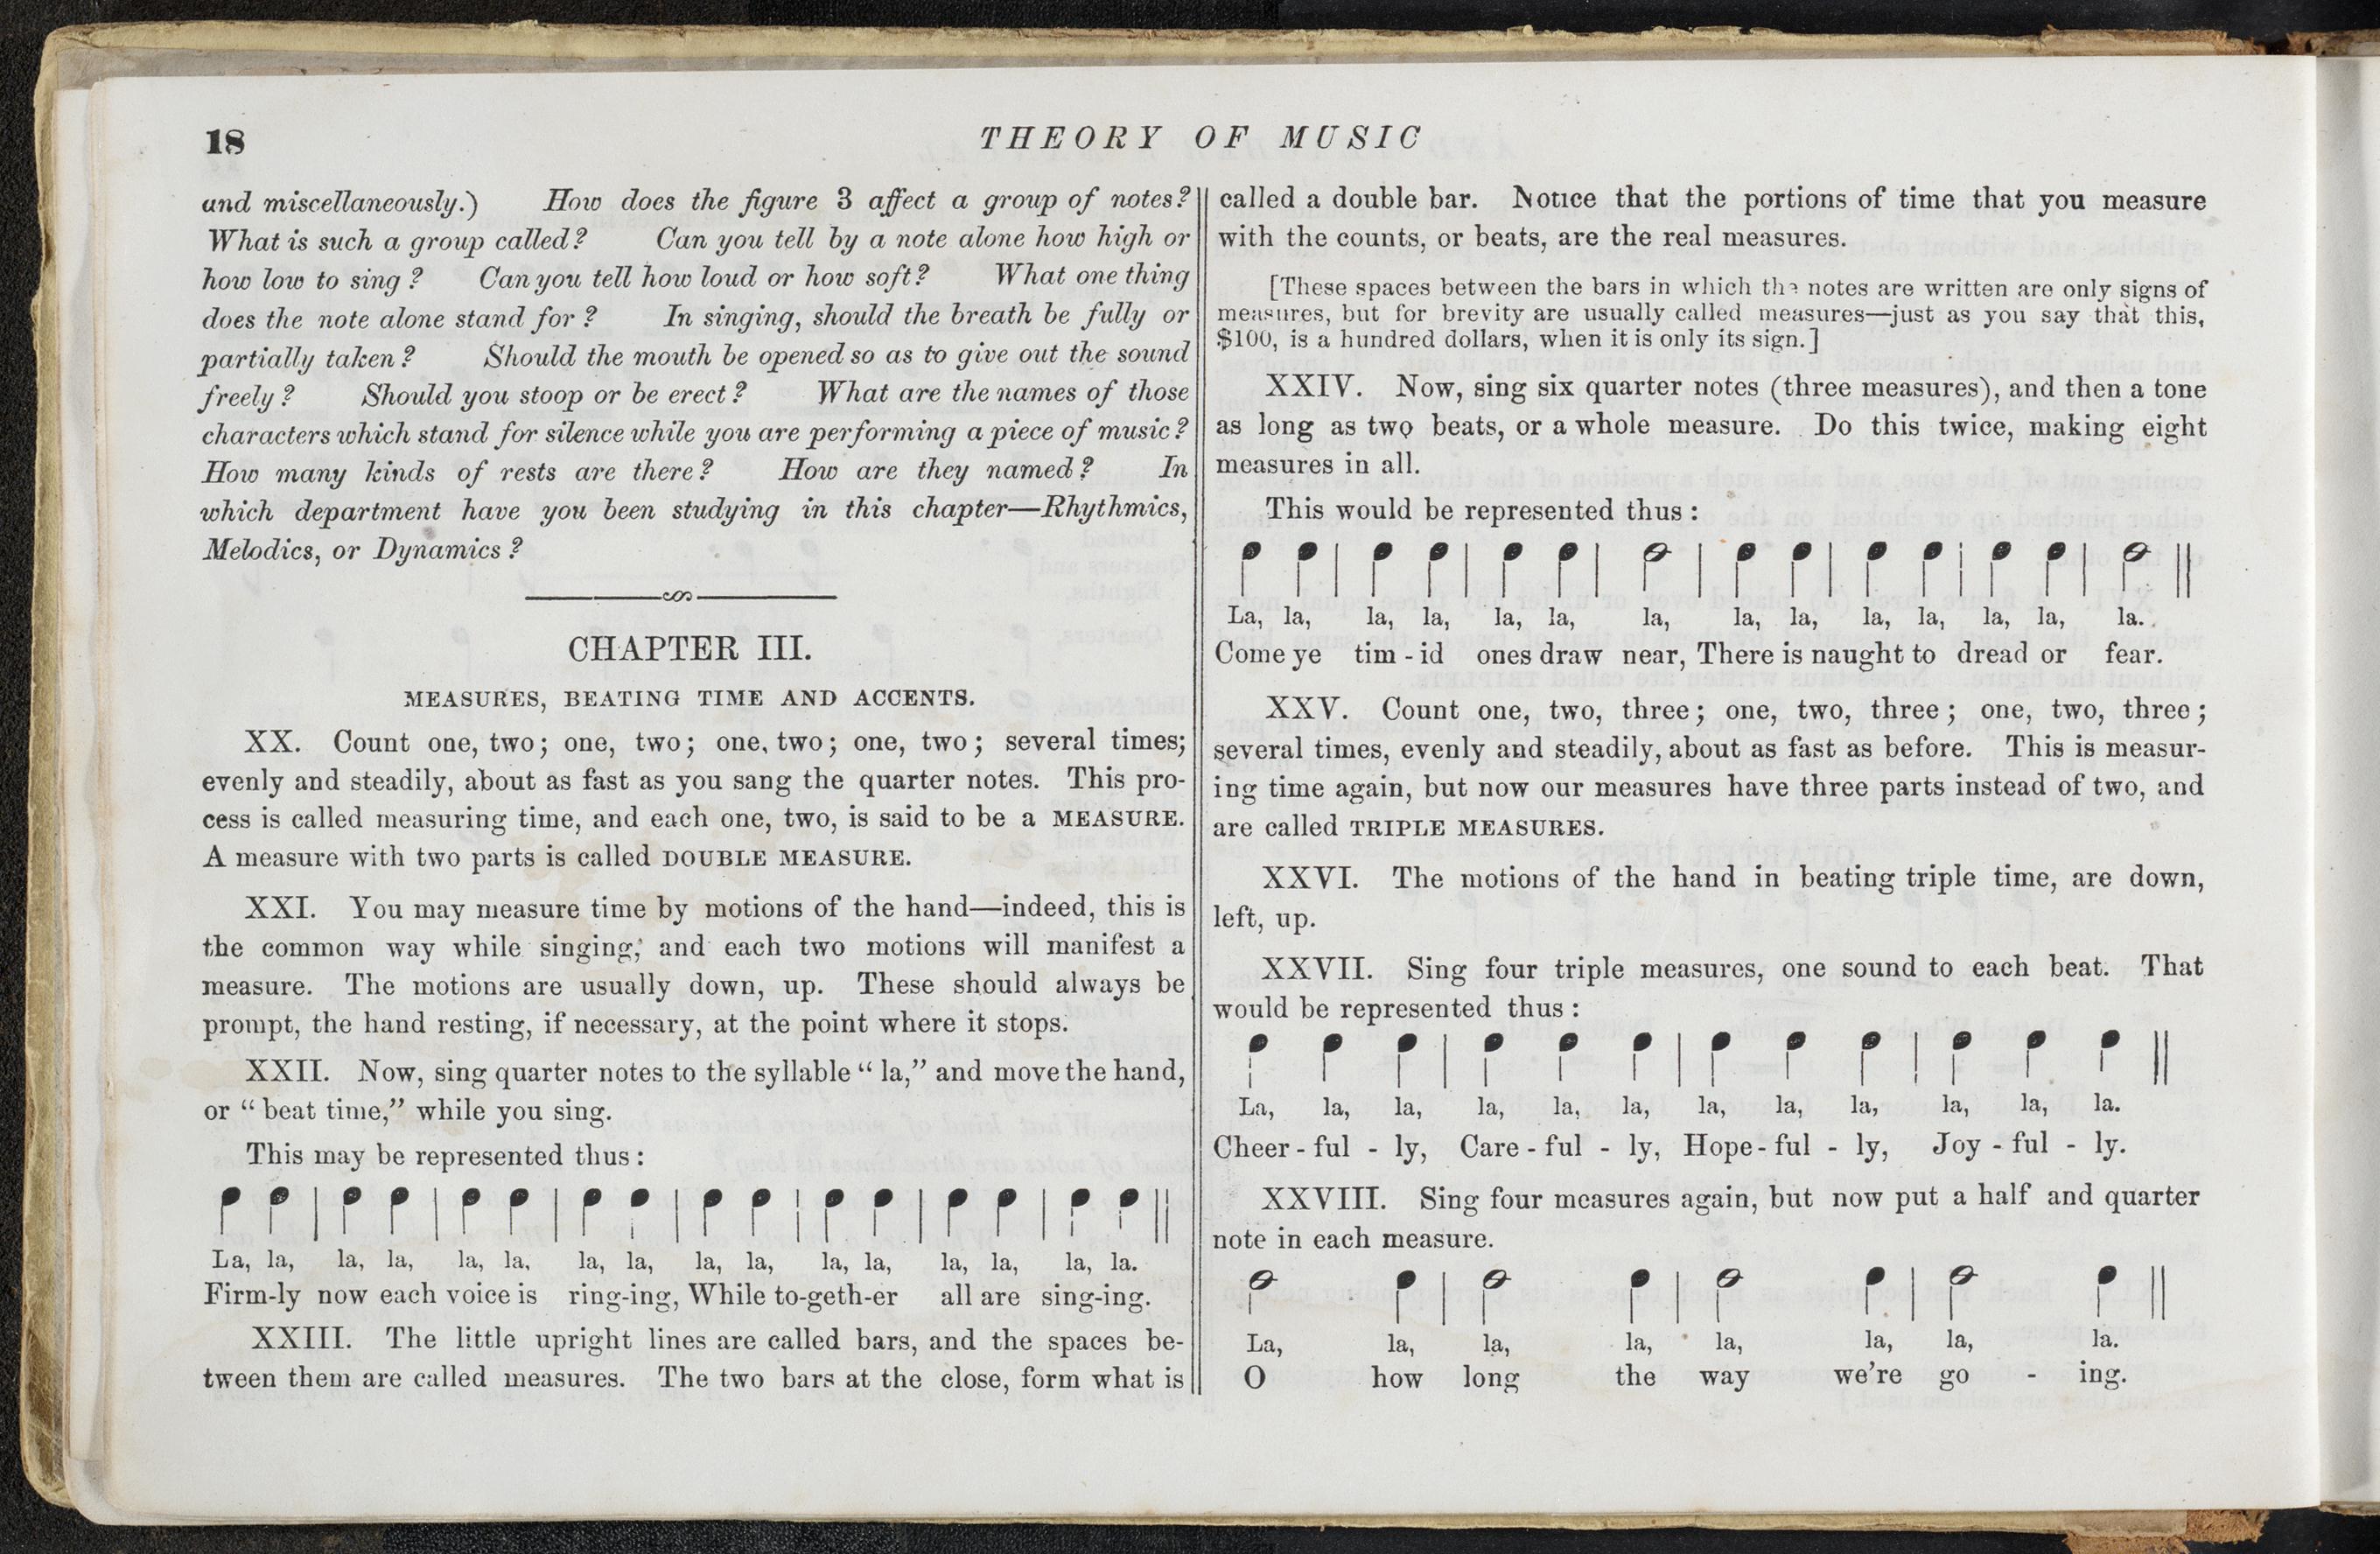 18
THEORY OF MUSIC
and miscellaneously.) How does the figure 3 affect a group of notes?
What is such a group called? Can you tell by a note alone how high or
how low to sing? Can you tell how loud or how soft? What one thing
does the note alone stand for? In singing, should the breath be fully or
partially taken? Should the mouth be opened so as to give out the sound
freely? Should you stoop or be erect? What are the names of those
characters which stand for silence while you are performing a piece of music?
How many kinds of rests are there? How are they named? In
which department have you been studying in this chapter—Rhythmics,
Melodics, or Dynamics?
CHAPTER III.
MEASURES, BEATING TIME AND ACCENTS.
XX. Count one, two; one, two; one, two; one, two; several times;
evenly and steadily, about as fast as you sang the quarter notes. This pro-
cess is called measuring time, and each one, two, is said to be a MEASURE.
A measure with two parts is called DOUBLE MEASURE.
XXI. You may measure time by motions of the hand—indeed, this is
the common way while singing; and each two motions will manifest a
measure. The motions are usually down, up. These should always be
prompt, the hand resting, if necessary, at the point where it stops.
XXII. Now, sing quarter notes to the syllable "la," and move the hand,
or "beat time," while you sing.
This may be represented thus:
La, la, la, la, la, la, la, la, la, la, la, la, la, la, la, la.
Firm-ly now each voice is ring-ing, While to-geth-er all are sing-ing.
XXIII. The little upright lines are called bars, and the spaces be-
tween them are called measures. The two bars at the close, form what is
called a double bar. Notice that the portions of time that you measure
with the counts, or beats, are the real measures.
[These spaces between the bars in which the notes are written are only signs of
measures, but for brevity are usually called measures—just as you say that this,
$100, is a hundred dollars, when it is only its sign.]
XXIV. Now, sing six quarter notes (three measures), and then a tone
as long as two beats, or a whole measure. Do this twice, making eight
measures in all.
This would be represented thus:
La, la, la, la, la, la, la, la, la, la, la, la, la, la.
Come ye tim-id ones draw near, There is naught to dread or fear.
XXV. Count one, two, three; one, two, three; one, two, three;
several times, evenly and steadily, about as fast as before. This is measur-
ing time again, but now our measures have three parts instead of two, and
are called TRIPLE MEASURES.
XXVI. The motions of the hand in beating triple time, are down,
left, up.
XXVII. Sing four triple measures, one sound to each beat. That
would be represented thus:
La, la, la, la, la, la, la, la, la, la, la, la.
Cheer-ful-ly, Care-ful-ly, Hope-ful-ly, Joy-ful-ly.
XXVIII. Sing four measures again, but now put a half and quarter
note in each measure.
La, la, la, la, la, la, la, la.
O how long the way we're go - ing.